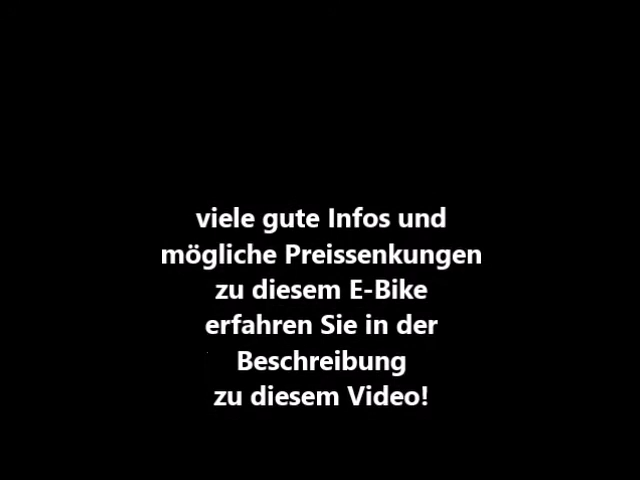 viele gute Infos und
mögliche Preissenkungen
zu diesem E-Bike
erfahren Sie in der
Beschreibung
zu diesem Video!